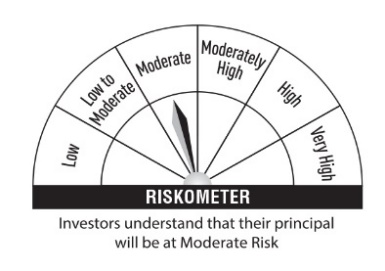 Low
Low to
Moderate
Moderate
Moderately
High
High
Very High
RISKOMETER
Investors understand that their principal
will be at Moderate Risk